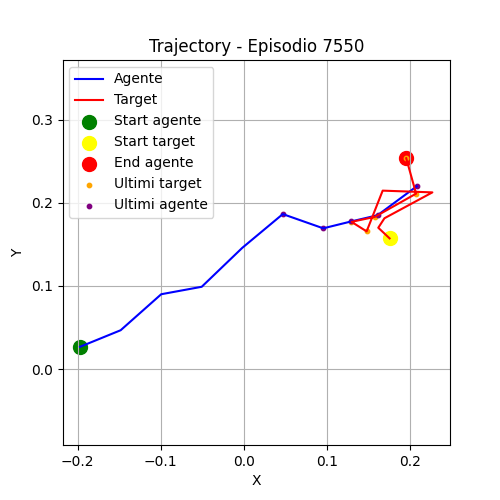 Trajectory - Episodio 7550
Agente
Target
Start agente
Start target
End agente
Ultimi target
Ultimi agente
Y
0.3
0.2
0.1
0.0
−0.2
−0.1
0.0
0.1
0.2
X